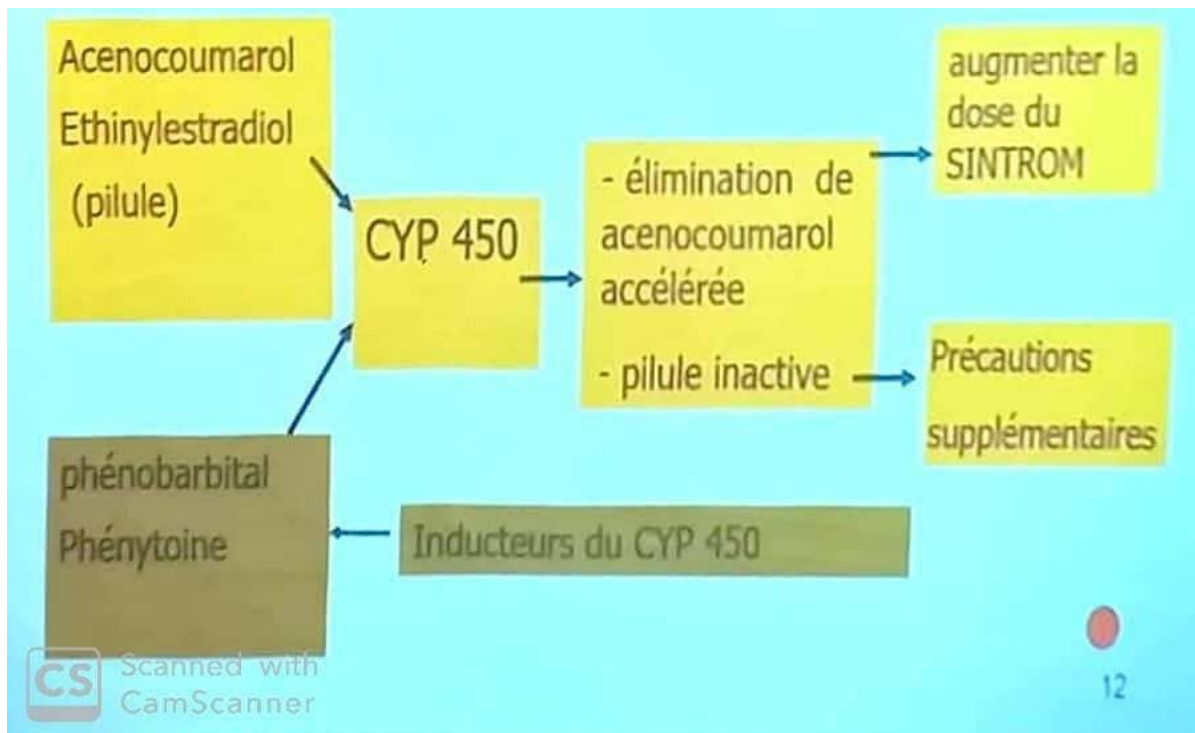 Acenocoumarol
Ethinylestradiol
(pilule)
CYP 450
- élimination de
acenocoumarol
accélérée
- pilule inactive
augmenter la
dose du
SINTROM
Précautions
supplémentaires
phénobarbital
Phénytoine
Inducteurs du CYP 450
CS Scanned with
CamScanner
12